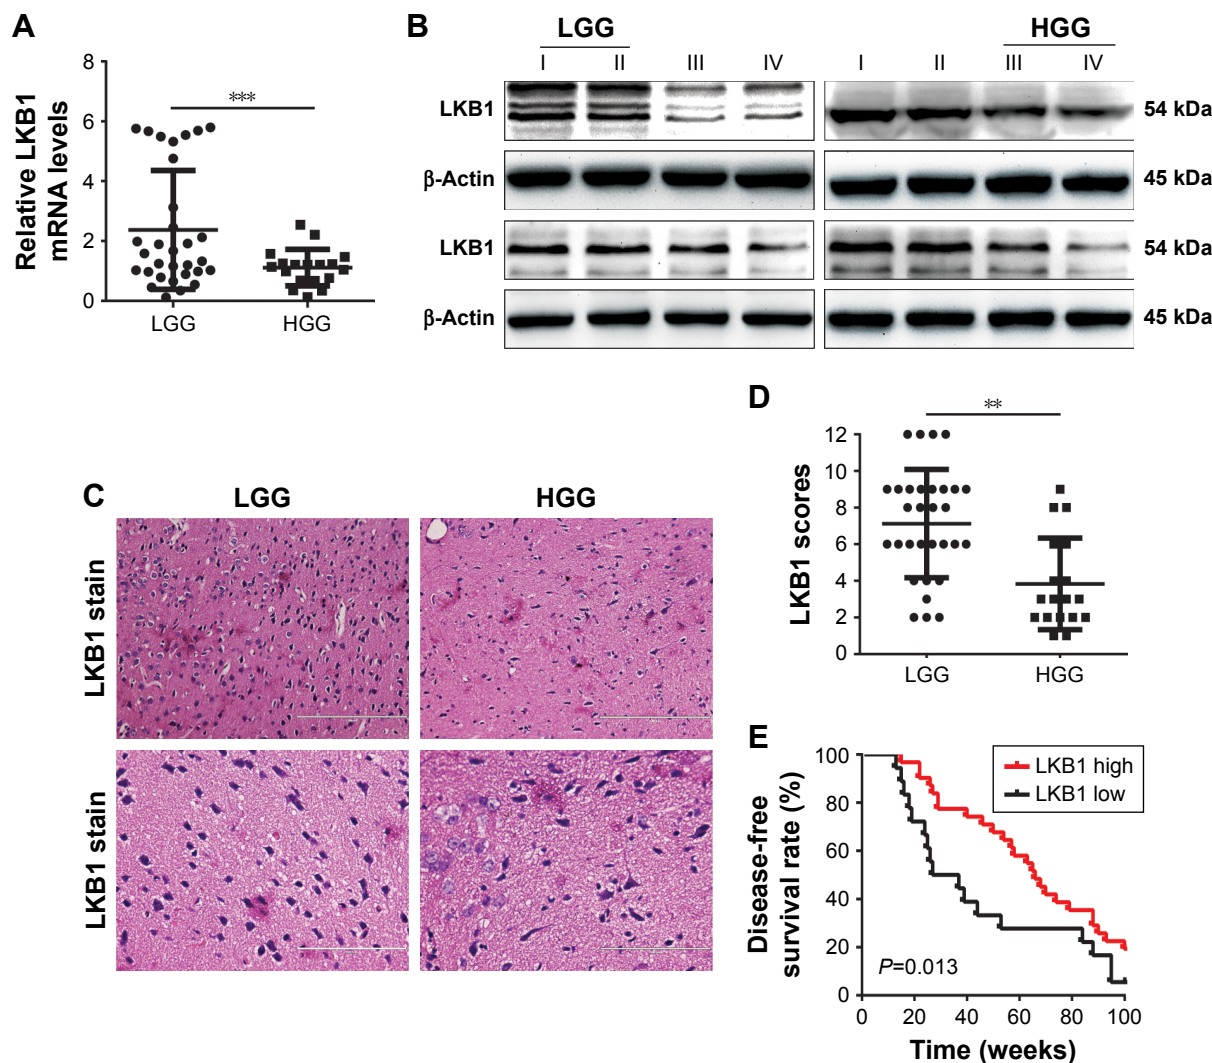 A
Relative LKB1
mRNA levels
8
6
4
2
0
***
LGG
HGG
B
LGG
HGG
I
II
III
IV
I
II
III
IV
LKB1
54 kDa
β-Actin
45 kDa
LKB1
54 kDa
β-Actin
45 kDa
C
LGG
HGG
LKB1 stain
LKB1 stain
D
**
LKB1 scores
12
10
8
6
4
2
0
LGG
HGG
E
Disease-free
survival rate (%)
100
80
60
40
20
0
LKB1 high
LKB1 low
P=0.013
0
20
40
60
80
100
Time (weeks)